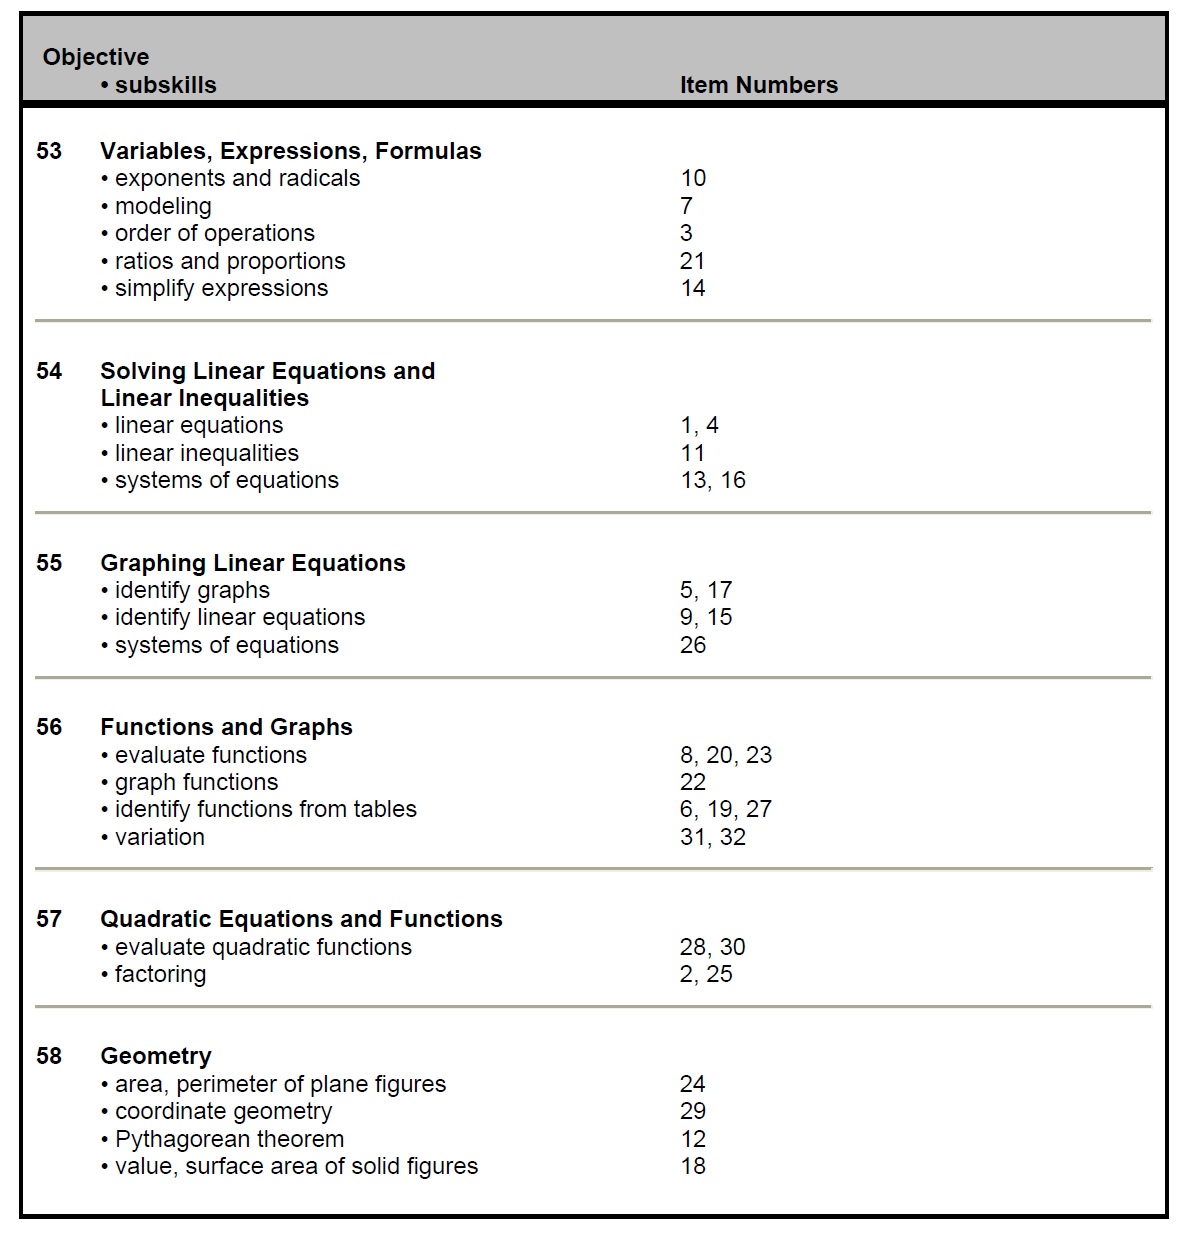 Objective
• subskills Item Numbers
53 Variables, Expressions, Formulas
• exponents and radicals 10
• modeling 7
• order of operations 3
• ratios and proportions 21
• simplify expressions 14
54 Solving Linear Equations and
Linear Inequalities
• linear equations 1, 4
• linear inequalities 11
• systems of equations 13, 16
55 Graphing Linear Equations
• identify graphs 5, 17
• identify linear equations 9, 15
• systems of equations 26
56 Functions and Graphs
• evaluate functions 8, 20, 23
• graph functions 22
• identify functions from tables 6, 19, 27
• variation 31, 32
57 Quadratic Equations and Functions
• evaluate quadratic functions 28, 30
• factoring 2, 25
58 Geometry
• area, perimeter of plane figures 24
• coordinate geometry 29
• Pythagorean theorem 12
• value, surface area of solid figures 18